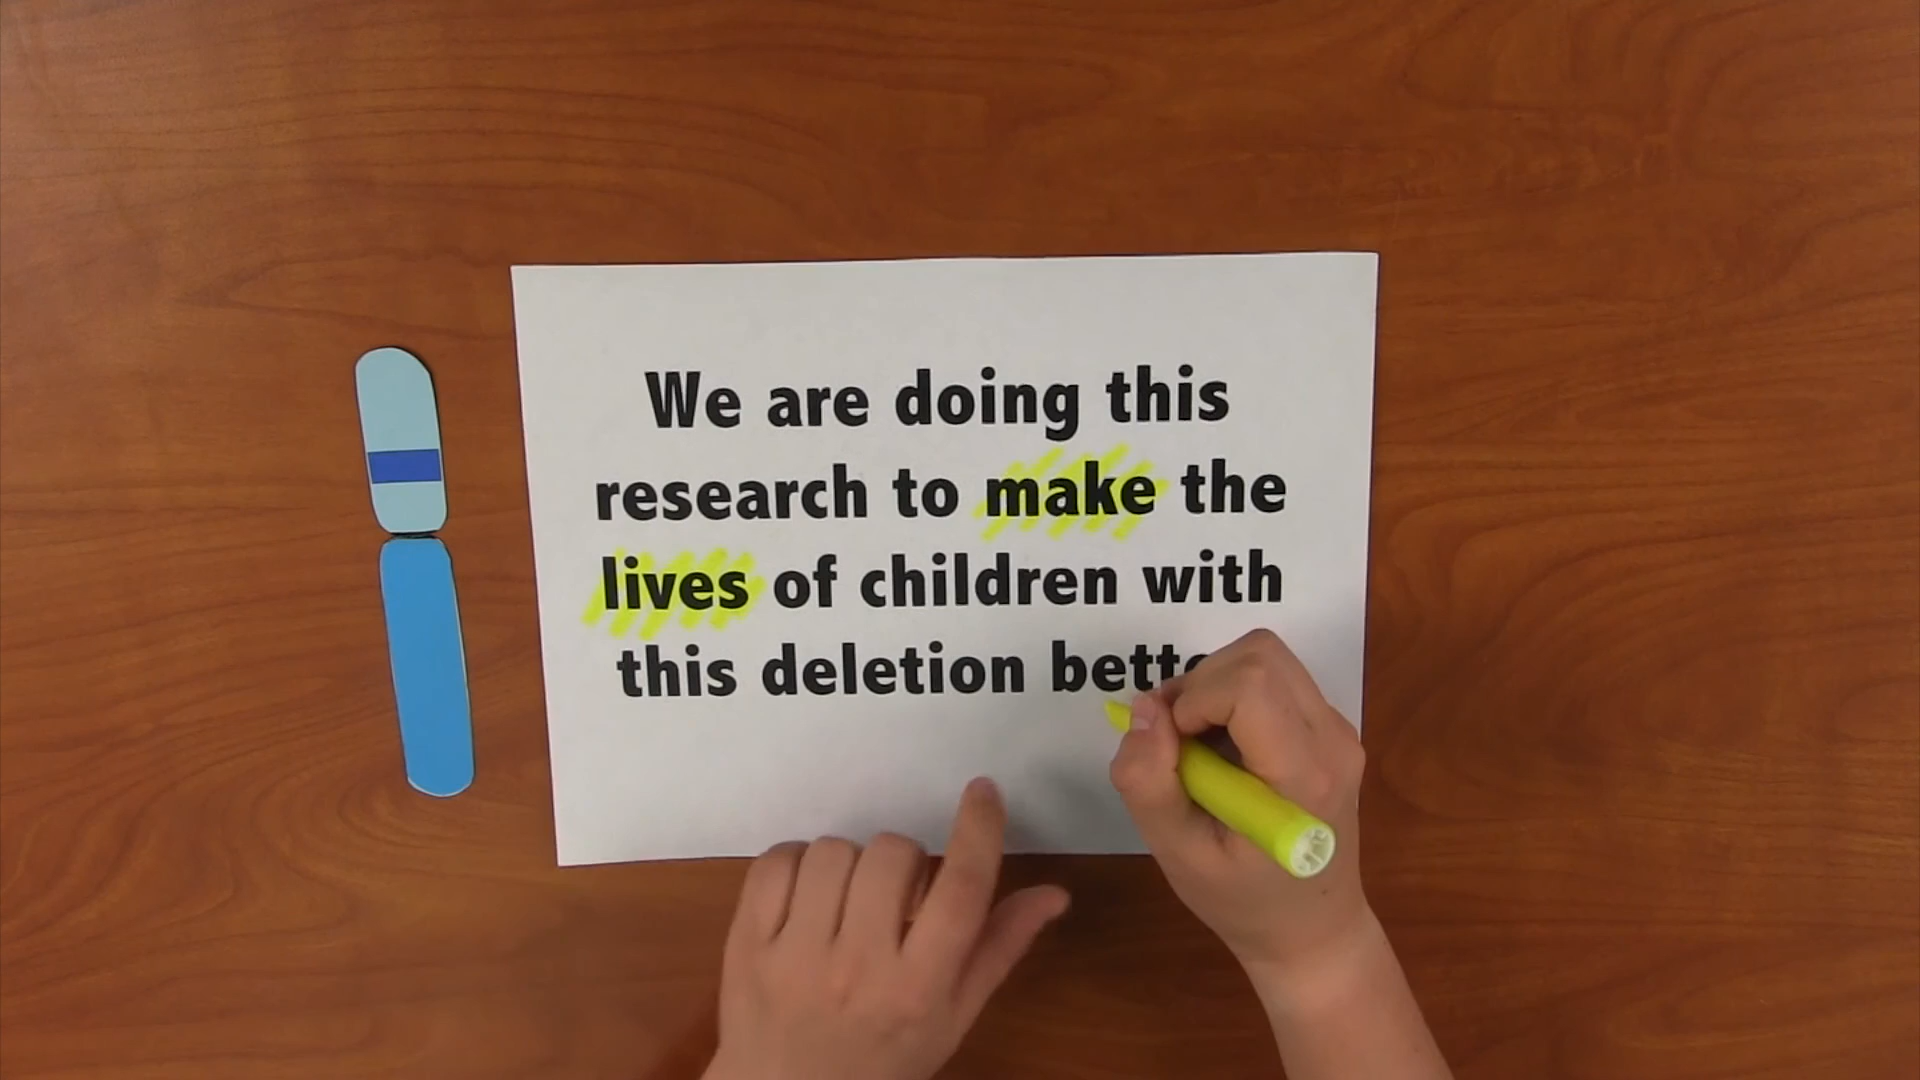 We are doing this
research to make the
lives of children with
this deletion